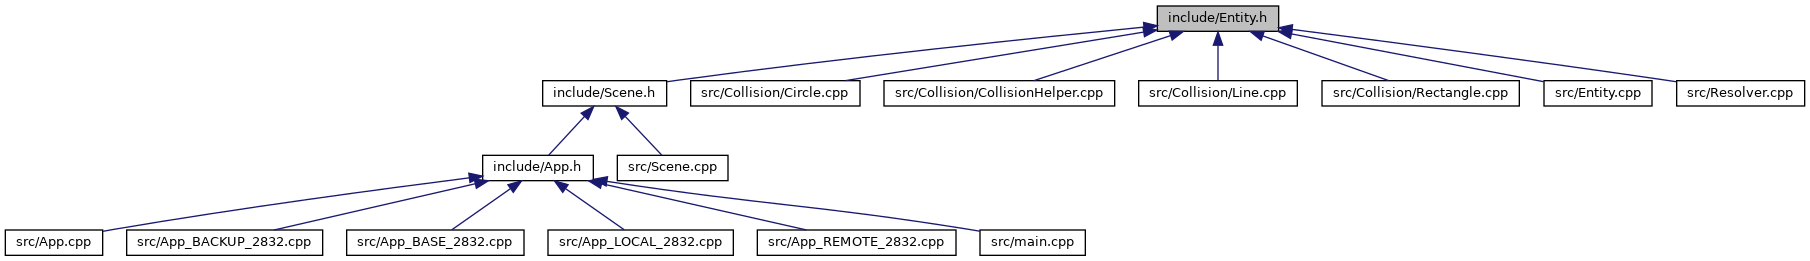 include/Entity.h
include/Scene.h
src/Collision/Circle.cpp
src/Collision/CollisionHelper.cpp
src/Collision/Line.cpp
src/Collision/Rectangle.cpp
src/Entity.cpp
src/Resolver.cpp
include/App.h
src/Scene.cpp
src/App.cpp
src/App_BACKUP_2832.cpp
src/App_BASE_2832.cpp
src/App_LOCAL_2832.cpp
src/App_REMOTE_2832.cpp
src/main.cpp